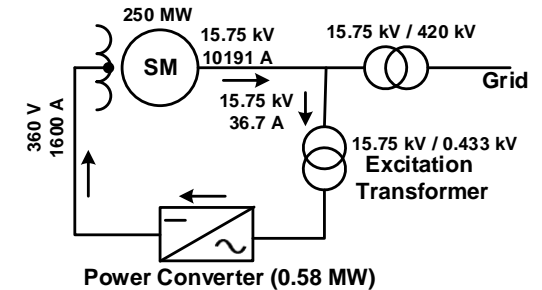 250 MW
SM
15.75 kV
10191 A
15.75 kV / 420 kV
Grid
15.75 kV
36.7 A
360 V
1600 A
15.75 kV / 0.433 kV
Excitation
Transformer
Power Converter (0.58 MW)